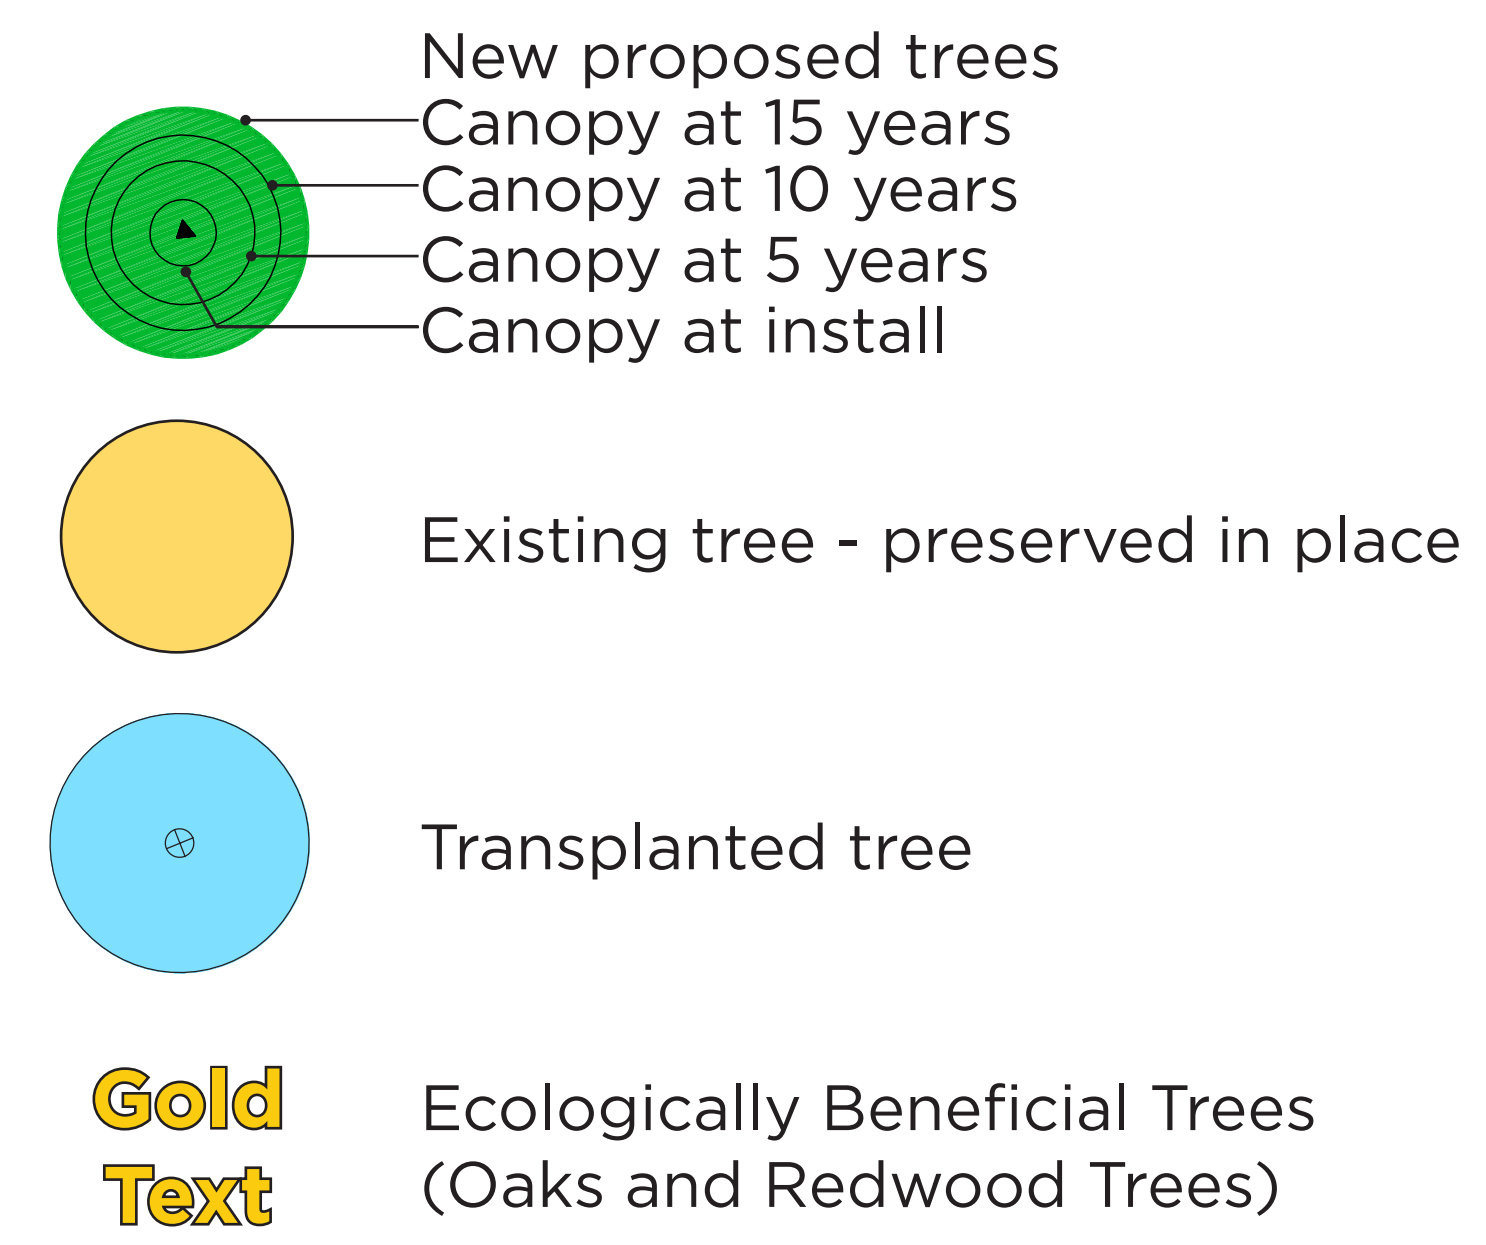 New proposed trees
Canopy at 15 years
Canopy at 10 years
Canopy at 5 years
Canopy at install
Existing tree - preserved in place
Transplanted tree
Gold
Text
Ecologically Beneficial Trees
(Oaks and Redwood Trees)